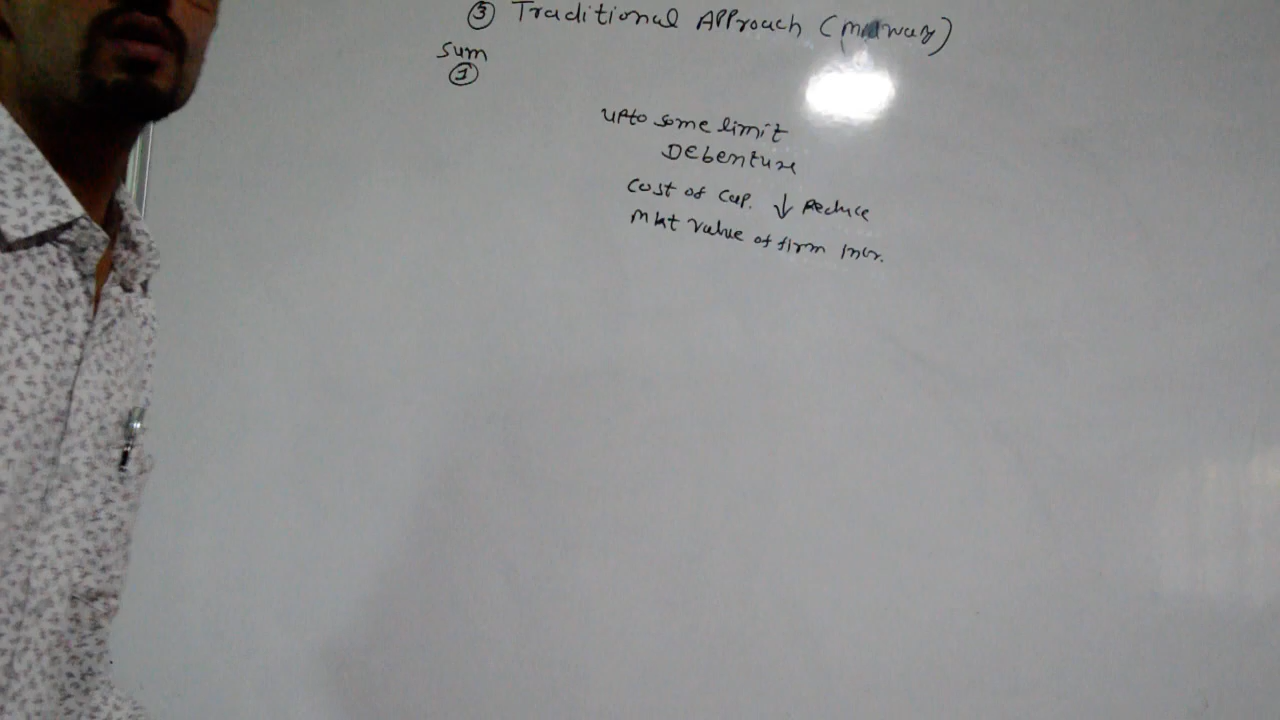 ③ Traditional Approach (midway)
Sum
①
upto some limit
Debenture
Cost of Cap. ↓ Reduce
Mkt value of firm incr.